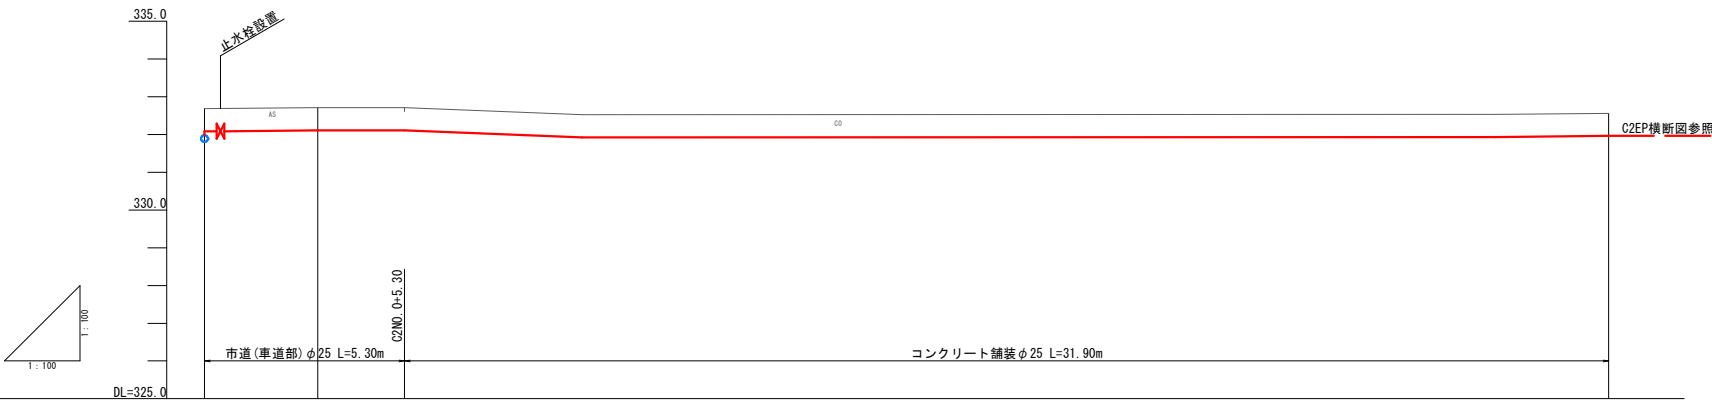 335.0
止水栓設置
AS
CO
C2EP横断図参照
330.0
C2NO.0+5.30
1:100
1:100
市道(車道部)φ25 L=5.30m
コンクリート舗装φ25 L=31.90m
DL=325.0